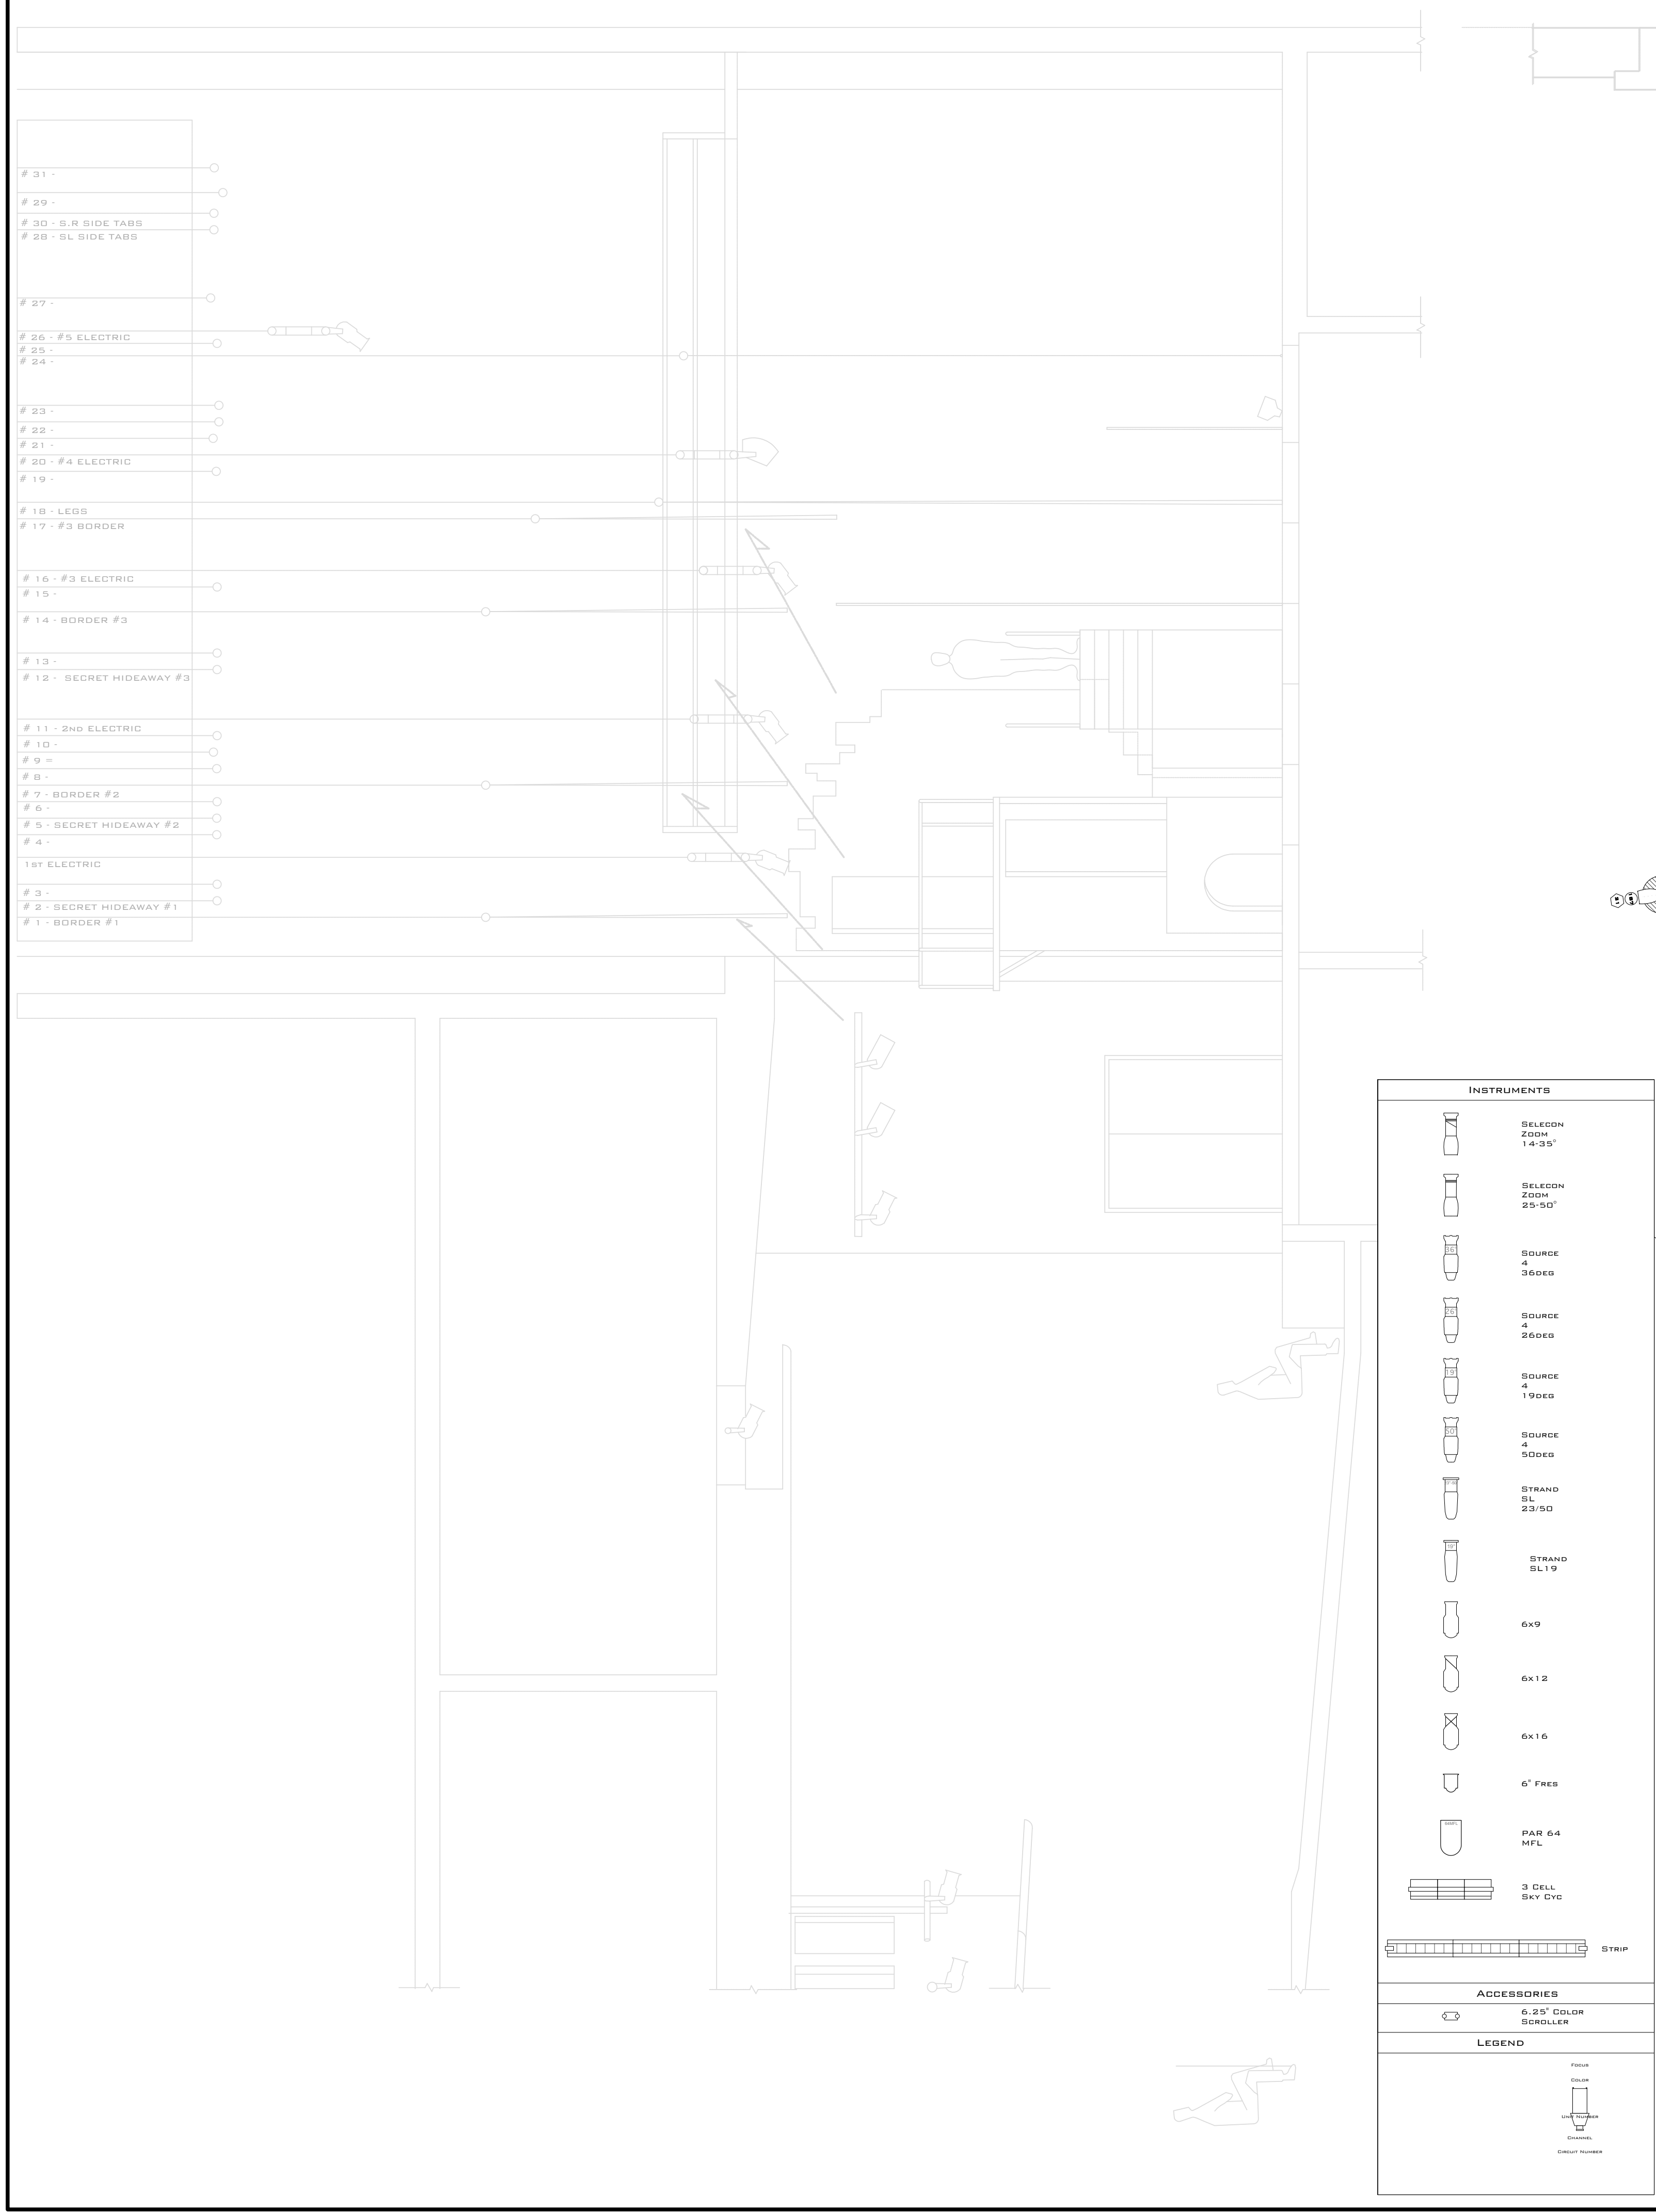 # 31 -
# 29 -
# 30 - S.R SIDE TABS
# 28 - SL SIDE TABS
# 27 -
# 26 - #5 ELECTRIC
# 25 -
# 24 -
# 23 -
# 22 -
# 21 -
# 20 - #4 ELECTRIC
# 19 -
# 18 - LEGS
# 17 - #3 BORDER
# 16 - #3 ELECTRIC
# 15 -
# 14 - BORDER #3
# 13 -
# 12 - SECRET HIDEAWAY #3
# 11 - 2ND ELECTRIC
# 10 -
# 9 =
# 8 -
# 7 - BORDER #2
# 6 -
# 5 - SECRET HIDEAWAY #2
# 4 -
1ST ELECTRIC
# 3 -
# 2 - SECRET HIDEAWAY #1
# 1 - BORDER #1
INSTRUMENTS
SELECON
ZOOM
14-35°
SELECON
ZOOM
25-50°
36°
SOURCE
4
36DEG
26°
SOURCE
4
26DEG
19°
SOURCE
4
19DEG
50°
SOURCE
4
50DEG
STRAND
SL
23/50
19°
STRAND
SL19
6X9
6X12
6X16
6" FRES
PAR 64
MFL
3 CELL
SKY CYC
STRIP
ACCESSORIES
6.25" COLOR
SCROLLER
LEGEND
FOCUS
COLOR
UNIT NUMBER
CHANNEL
CIRCUIT NUMBER